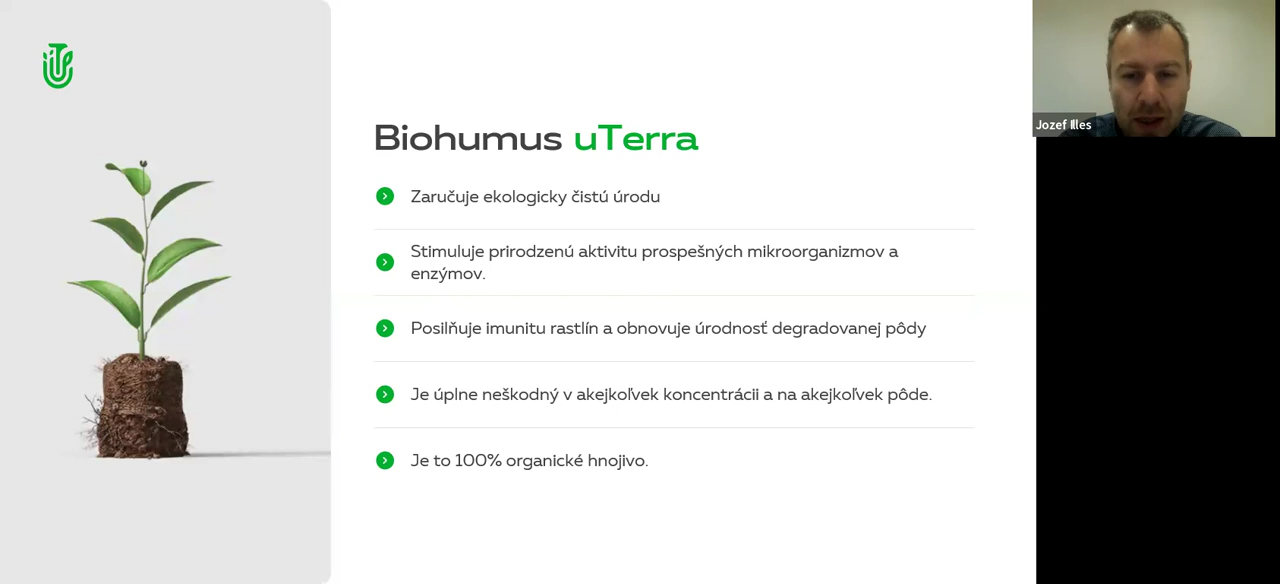 Biohumus uTerra
Zaručuje ekologicky čistú úrodu
Stimuluje prirodzenú aktivitu prospešných mikroorganizmov a
enzýmov.
Posilňuje imunitu rastlín a obnovuje úrodnosť degradovanej pôdy
Je úplne neškodný v akejkoľvek koncentrácii a na akejkoľvek pôde.
Je to 100% organické hnojivo.
Jozef Illes